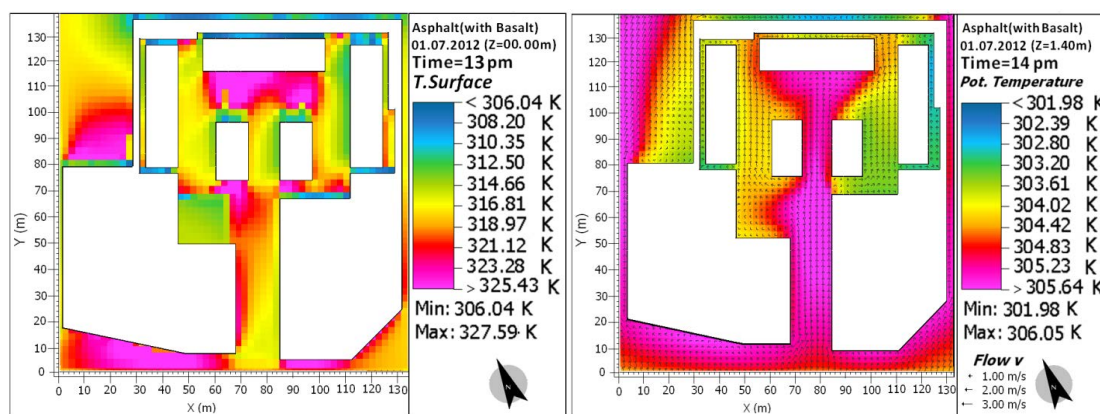 Asphalt(with Basalt)
01.07.2012 (Z=00.00m)
Time=13pm
T.Surface
< 306.04 K
308.20 K
310.35 K
312.50 K
314.66 K
316.81 K
318.97 K
321.12 K
323.28 K
> 325.43 K
Min: 306.04 K
Max: 327.59 K
N
Y (m)
130
120
110
100
90
80
70
60
50
40
30
20
10
0
0 10 20 30 40 50 60 70 80 90 100 110 120 130
X (m)
Asphalt(with Basalt)
01.07.2012 (Z=1.40m)
Time=14 pm
Pot. Temperature
< 301.98 K
302.39 K
302.80 K
303.20 K
303.61 K
304.02 K
304.42 K
304.83 K
305.23 K
> 305.64 K
Min: 301.98 K
Max: 306.05 K
Flow v
1.00 m/s
2.00 m/s
3.00 m/s
N
Y (m)
130
120
110
100
90
80
70
60
50
40
30
20
10
0
0 10 20 30 40 50 60 70 80 90 100 110 120 130
X (m)